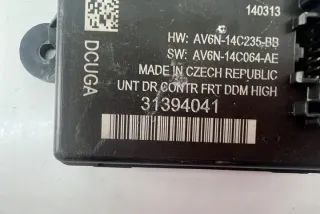 140313
HW: AV6N-14C235-BB
SW: AV6N-14C064-AE
MADE IN CZECH REPUBLIC
UNT DR CONTR FRT DDM HIGH
31394041
DCUGA